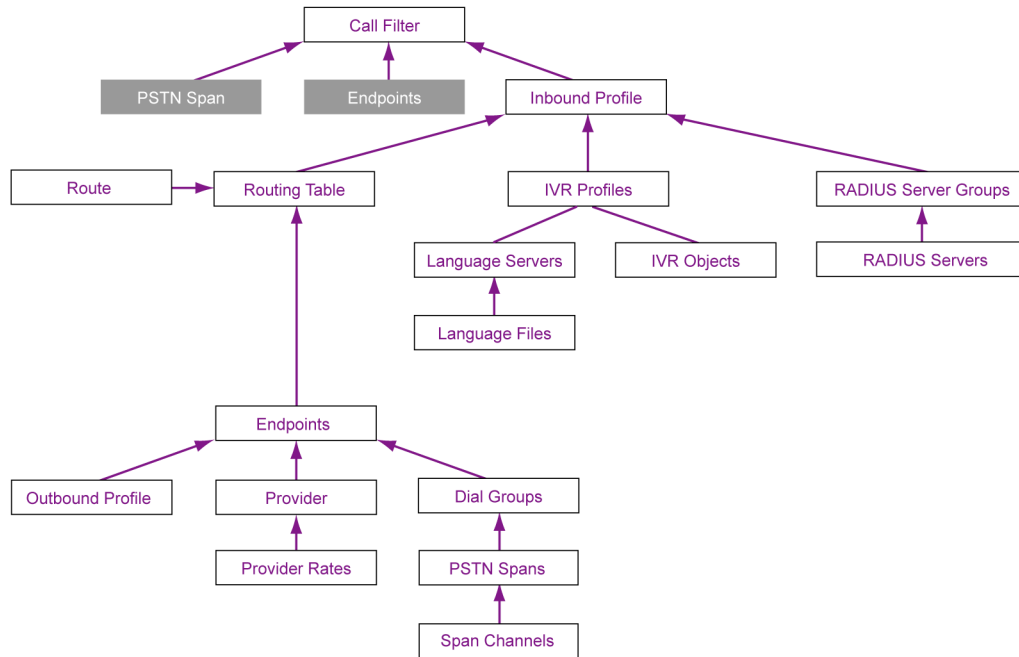 Call Filter
PSTN Span
Endpoints
Inbound Profile
Route
Routing Table
IVR Profiles
RADIUS Server Groups
Language Servers
IVR Objects
RADIUS Servers
Language Files
Endpoints
Outbound Profile
Provider
Dial Groups
Provider Rates
PSTN Spans
Span Channels